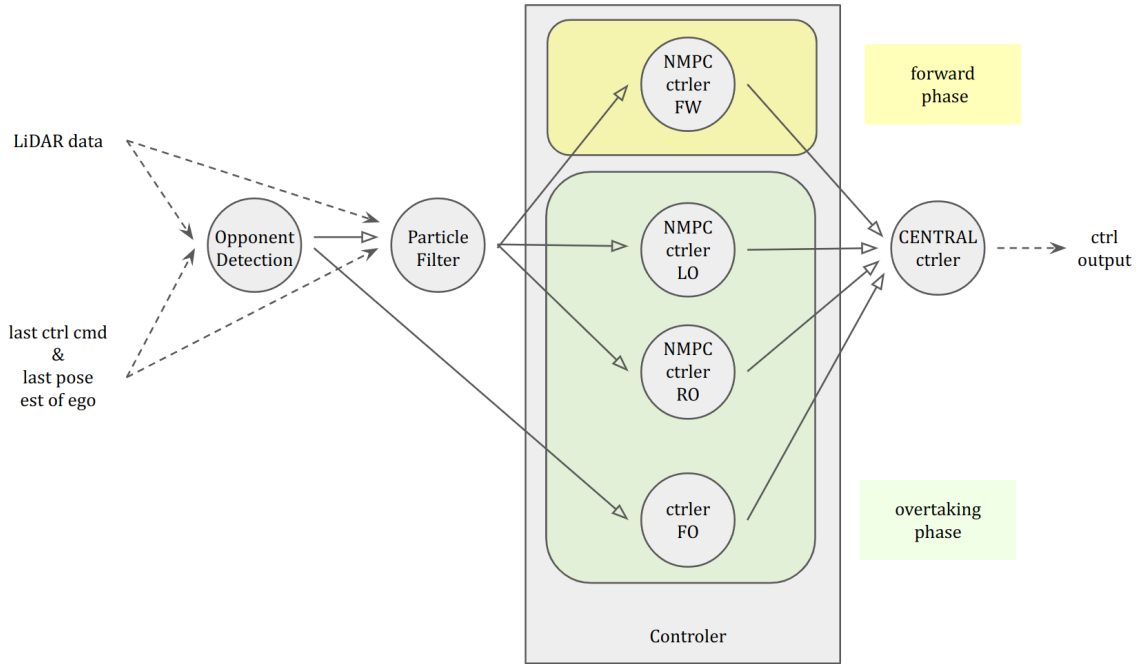 LiDAR data
last ctrl cmd
&
last pose
est of ego
Opponent
Detection
Particle
Filter
NMPC
ctrler
FW
NMPC
ctrler
LO
NMPC
ctrler
RO
ctrler
FO
Controler
CENTRAL
ctrler
ctrl
output
forward
phase
overtaking
phase